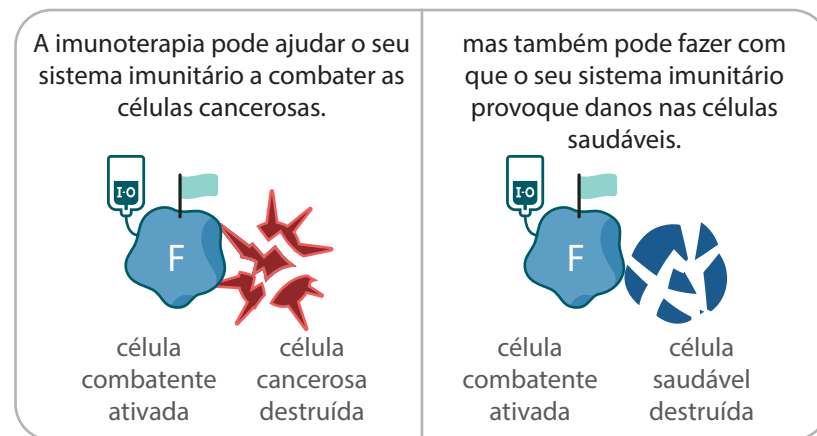 A imunoterapia pode ajudar o seu
sistema imunitário a combater as
células cancerosas.
I-O
F
célula
combatente
ativada
célula
cancerosa
destruída
mas também pode fazer com
que o seu sistema imunitário
provoque danos nas células
saudáveis.
I-O
F
célula
combatente
ativada
célula
saudável
destruída